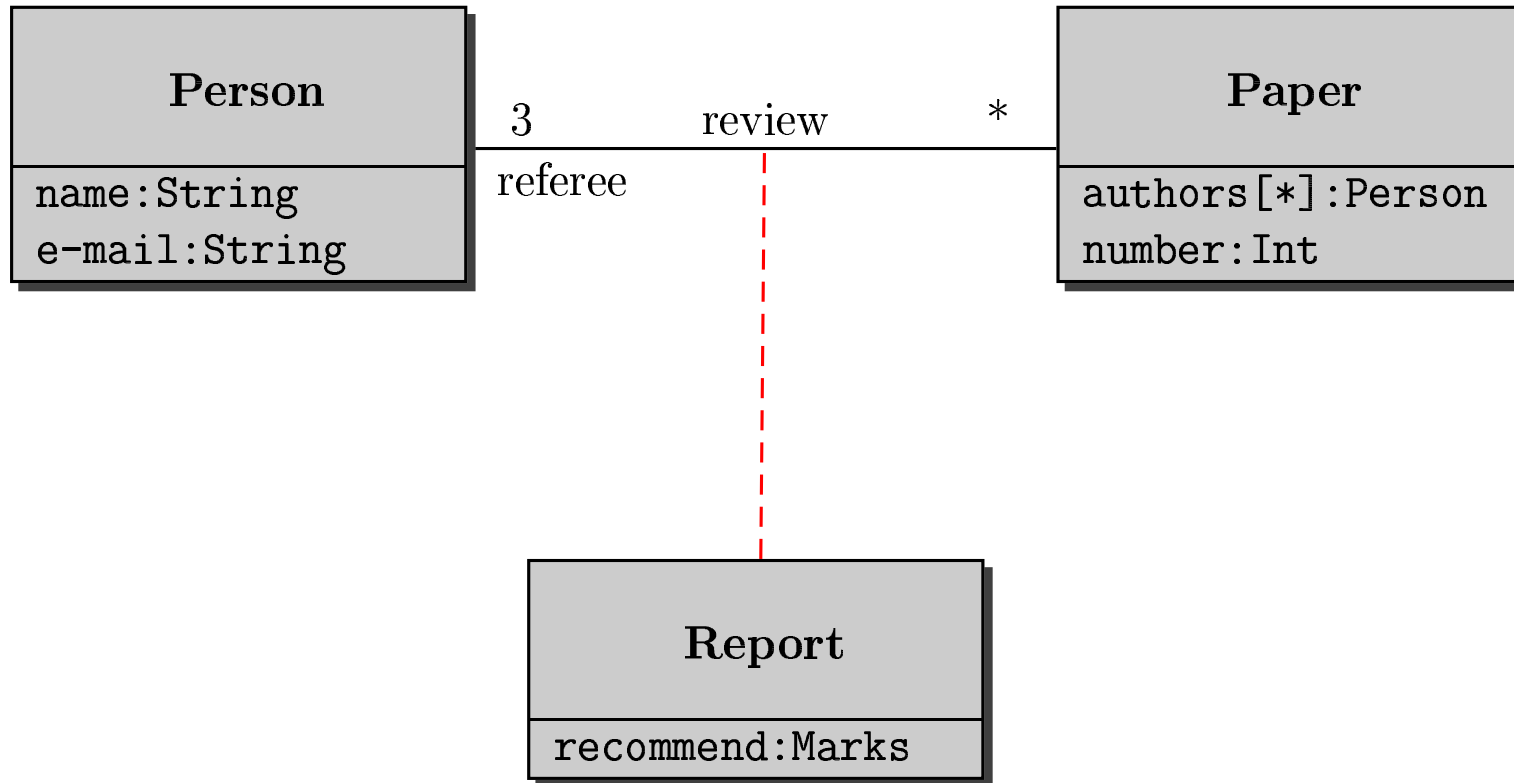 Person
name:String
e-mail:String
3
review
*
referee
Paper
authors[*]:Person
number:Int
Report
recommend:Marks